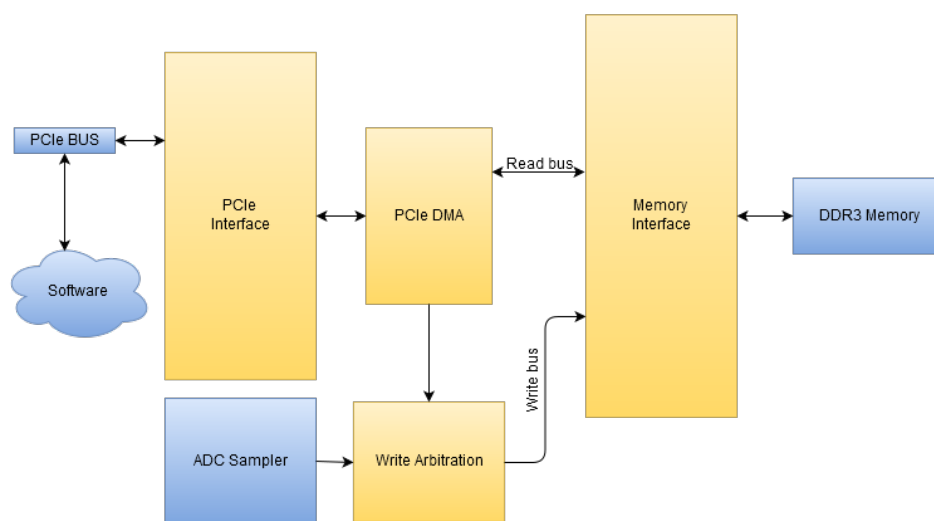 PCIe BUS
Software
PCIe
Interface
PCIe DMA
Read bus
Memory
Interface
DDR3 Memory
Write bus
ADC Sampler
Write Arbitration